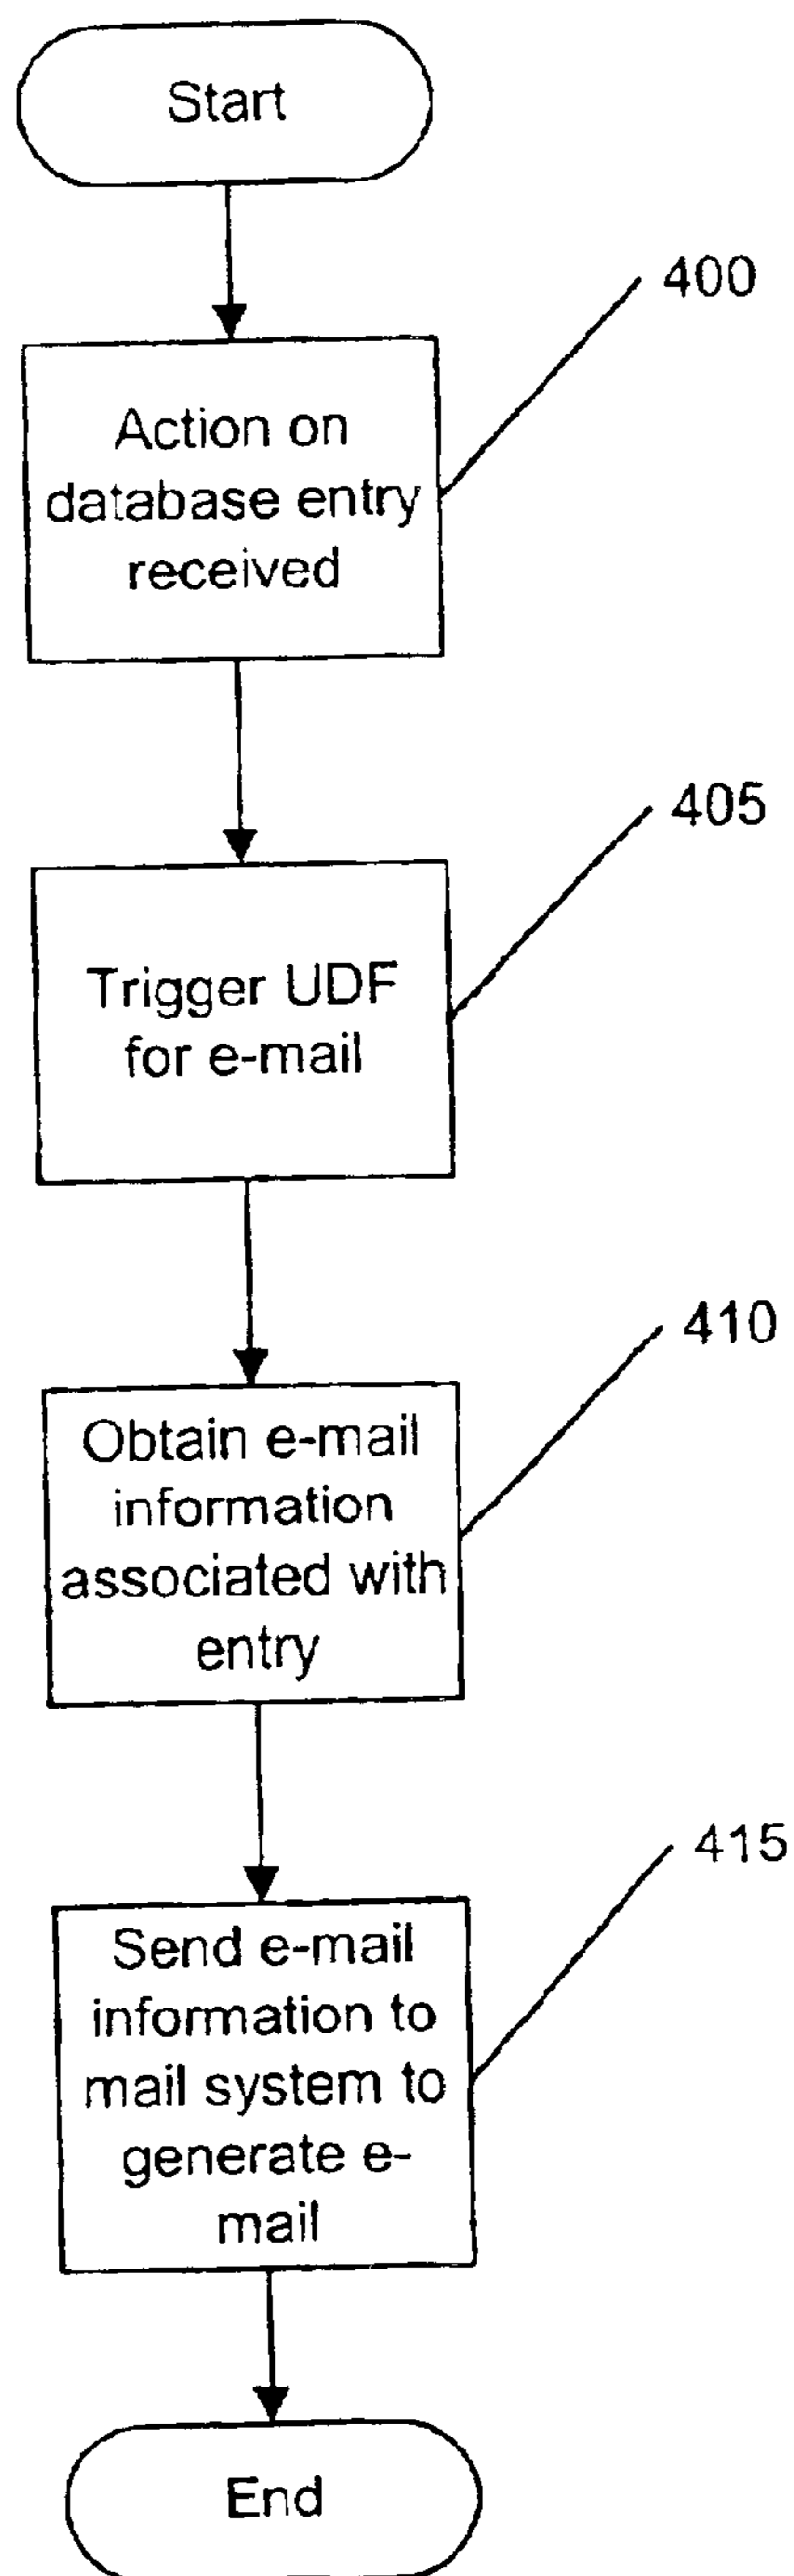 Start
400
Action on
database entry
received
405
Trigger UDF
for e-mail
410
Obtain e-mail
information
associated with
entry
415
Send e-mail
information to
mail system to
generate e-
mail
End